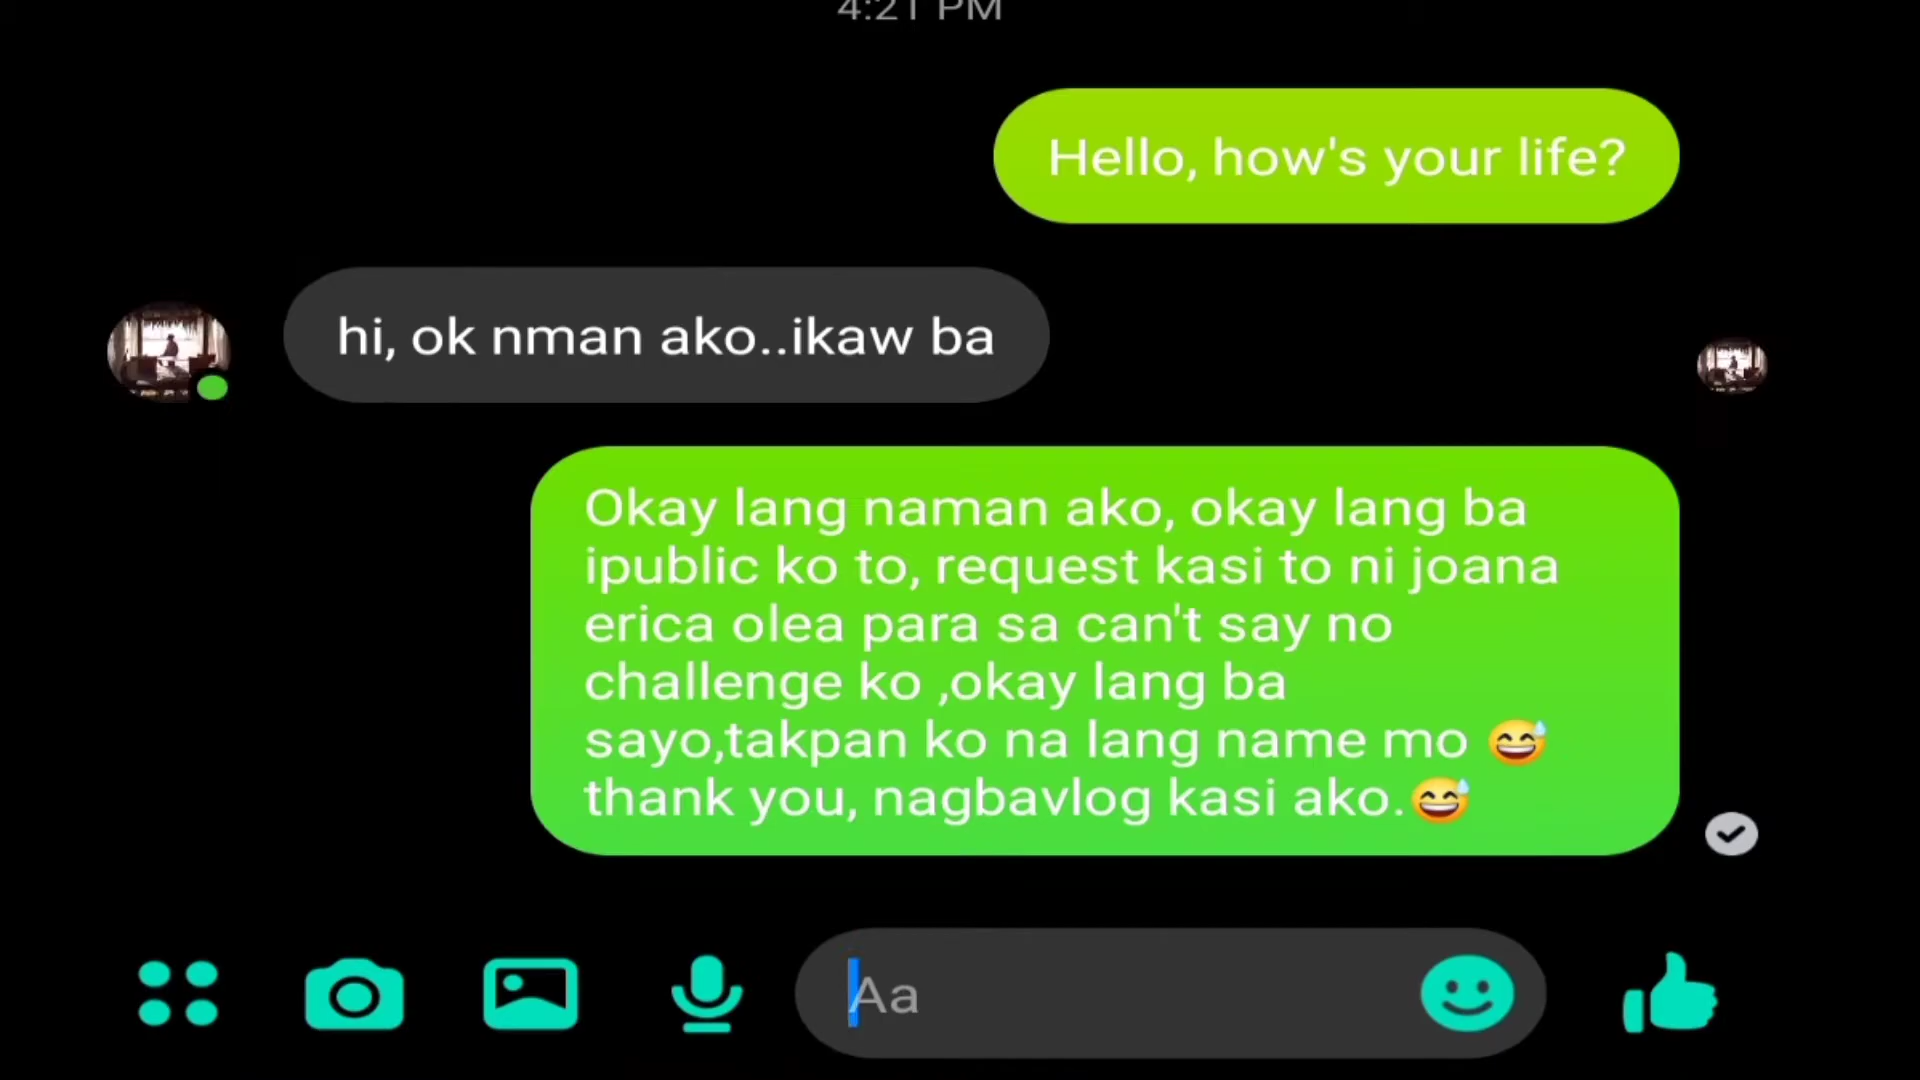 4:21 PM
Hello, how's your life?
hi, ok nman ako..ikaw ba
Okay lang naman ako, okay lang ba
ipublic ko to, request kasi to ni joana
erica olea para sa can't say no
challenge ko ,okay lang ba
sayo,takpan ko na lang name mo 😅
thank you, nagbavlog kasi ako.😅
Aa